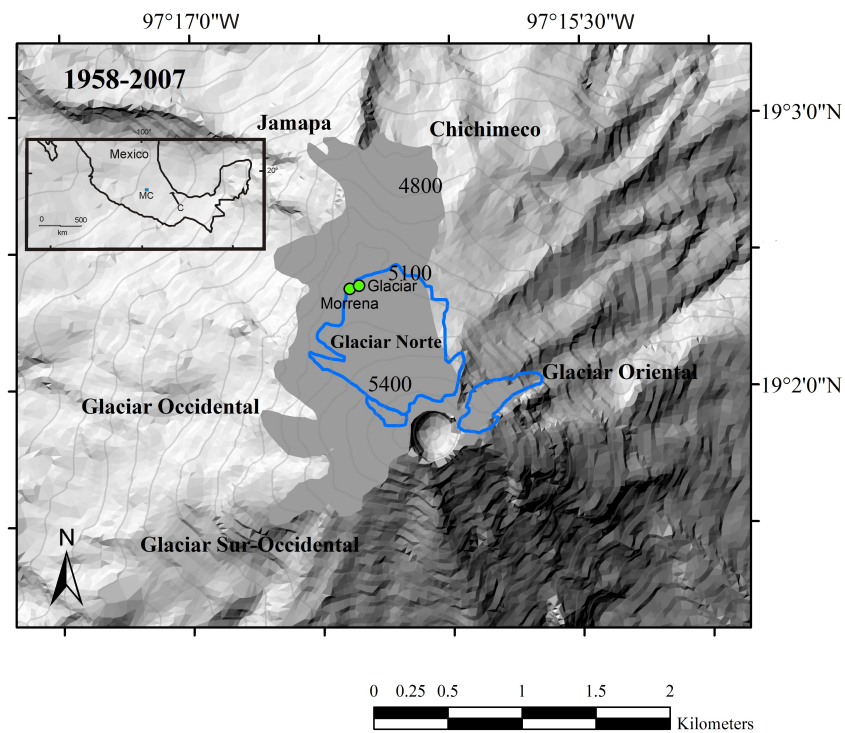 97°17'0"W
97°15'30"W
1958-2007
19°3'0"N
Jamapa
Chichimeco
100°
Mexico
20°
MC
C
0 500
km
4800
5100
Glaciar
Morrena
Glaciar Norte
5400
Glaciar Oriental
19°2'0"N
Glaciar Occidental
Glaciar Sur-Occidental
N
0 0.25 0.5 1 1.5 2
Kilometers